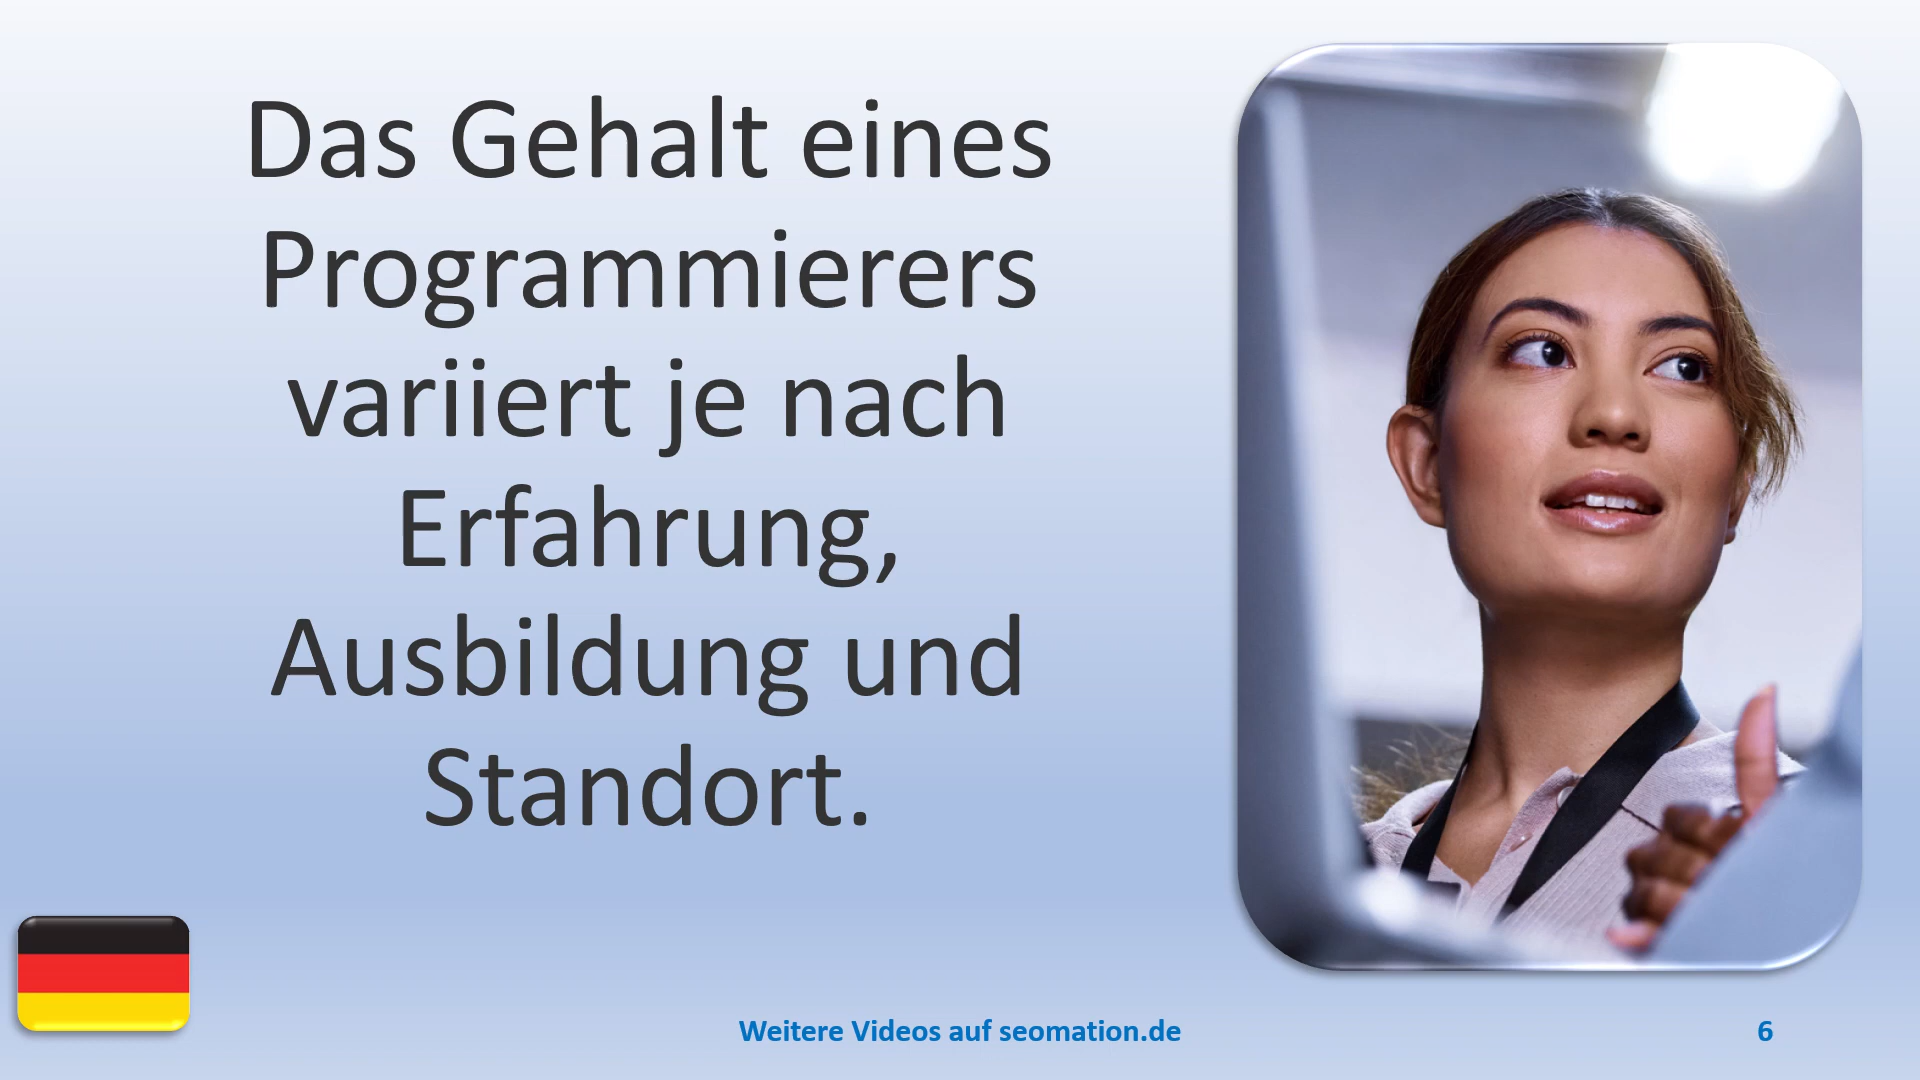 Das Gehalt eines
Programmierers
variiert je nach
Erfahrung,
Ausbildung und
Standort.
Weitere Videos auf seomation.de
6